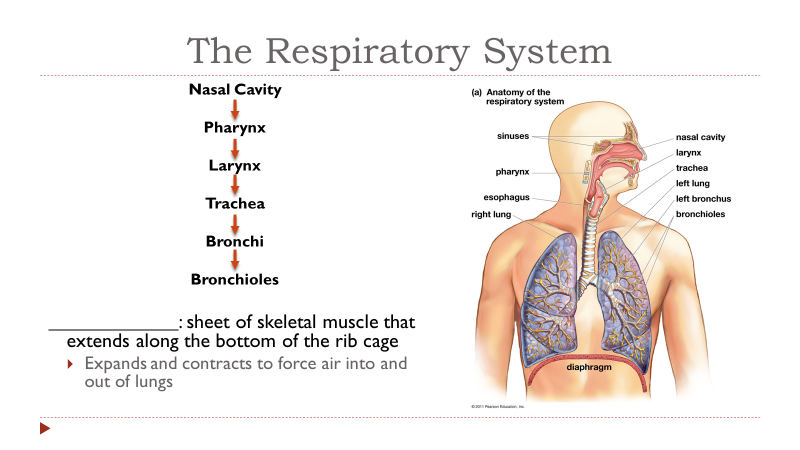 The Respiratory System
Nasal Cavity
Pharynx
Larynx
Trachea
Bronchi
Bronchioles
_____________: sheet of skeletal muscle that
extends along the bottom of the rib cage
Expands and contracts to force air into and
out of lungs
(a) Anatomy of the
respiratory system
sinuses
pharynx
esophagus
right lung
nasal cavity
larynx
trachea
left lung
left bronchus
bronchioles
diaphragm
© 2011 Pearson Education, Inc.